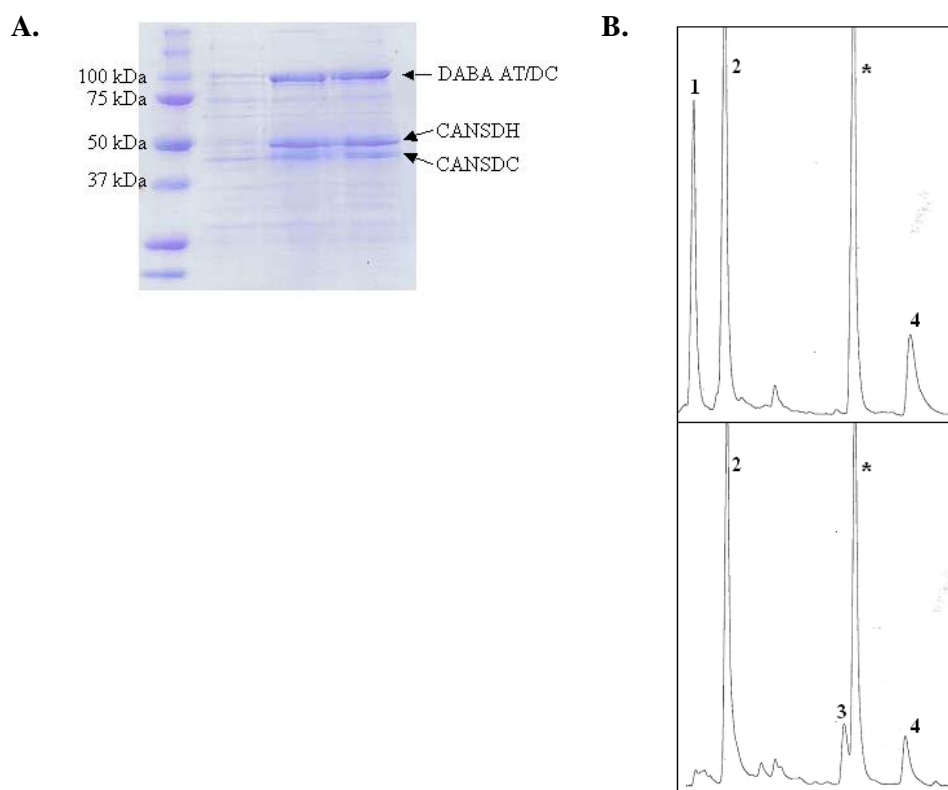 A.
100 kDa
75 kDa
50 kDa
37 kDa
DABA AT/DC
CANSDH
CANSDC
B.
1
2
*
4
2
*
3
4